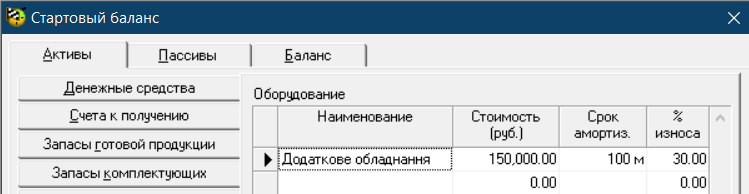 Стартовый баланс
Активы Пассивы Баланс
Денежные средства
Счета к получению
Запасы готовой продукции
Запасы комплектующих
Оборудование
Наименование Стоимость (руб.) Срок амортиз. % износа
Додаткове обладнання 150,000.00 100 м 30.00
0.00 0.00